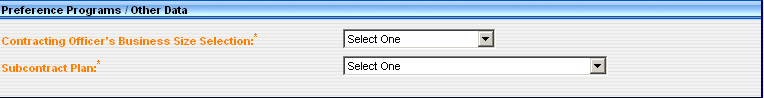 Preference Programs / Other Data
Contracting Officer's Business Size Selection:* Select One
Subcontract Plan:* Select One